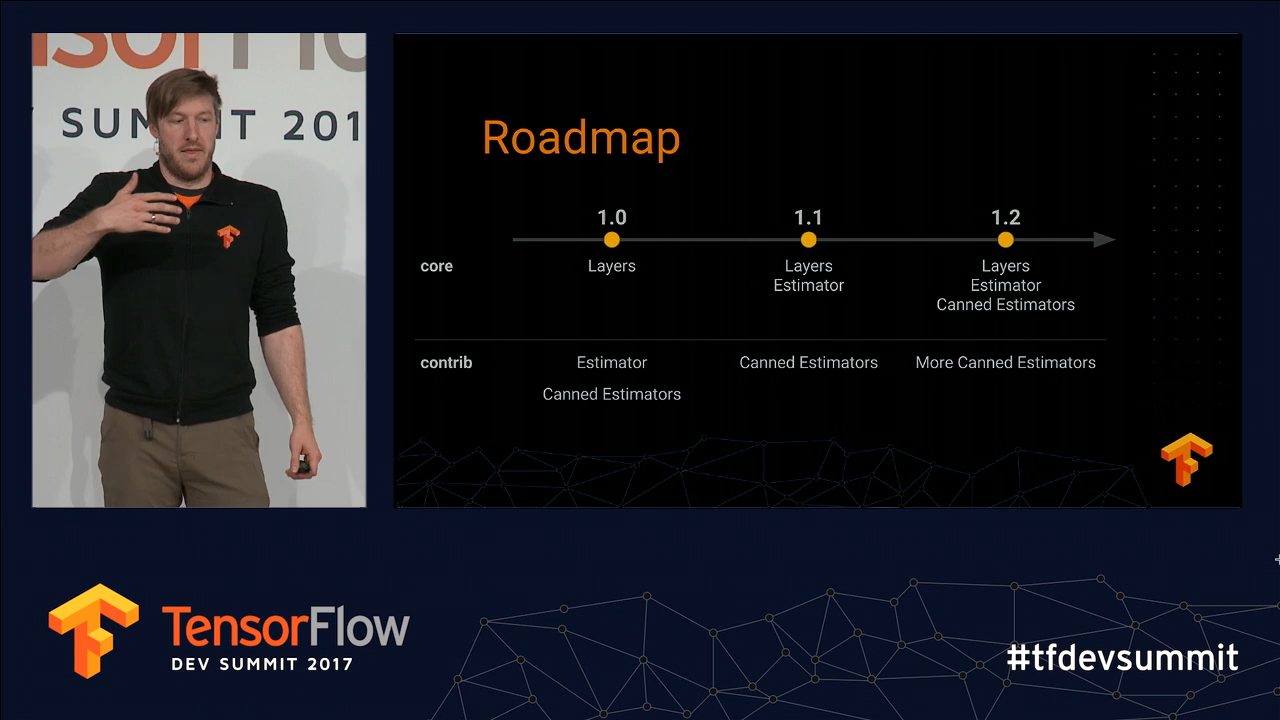 SUMMIT 201
Roadmap
1.0 1.1 1.2
core Layers Layers Layers
Estimator Estimator
Canned Estimators
contrib Estimator Canned Estimators More Canned Estimators
Canned Estimators
TensorFlow
DEV SUMMIT 2017
#tfdevsummit